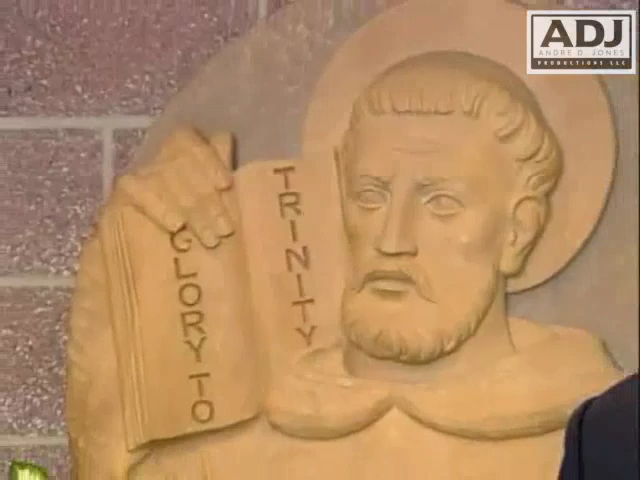 ADJ
ANDRE D. JONES
PRODUCTIONS LLC
GLORY TO
TRINITY